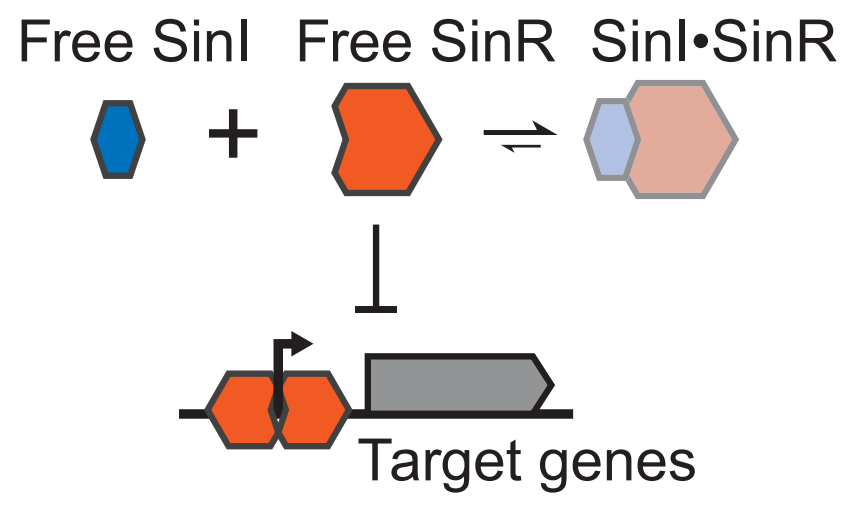 Free SinI Free SinR SinI•SinR
+
Target genes